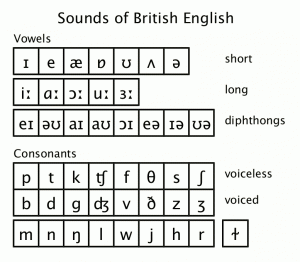 Sounds of British English
Vowels
ɪ e æ ɒ ʊ ʌ ə short
iː ɑː ɔː uː ɜː long
eɪ əʊ aɪ aʊ ɔɪ eə ɪə ʊə diphthongs
Consonants
p t k ʧ f θ s ʃ voiceless
b d g ʤ v ð z ʒ voiced
m n ŋ l w j h r ɫ